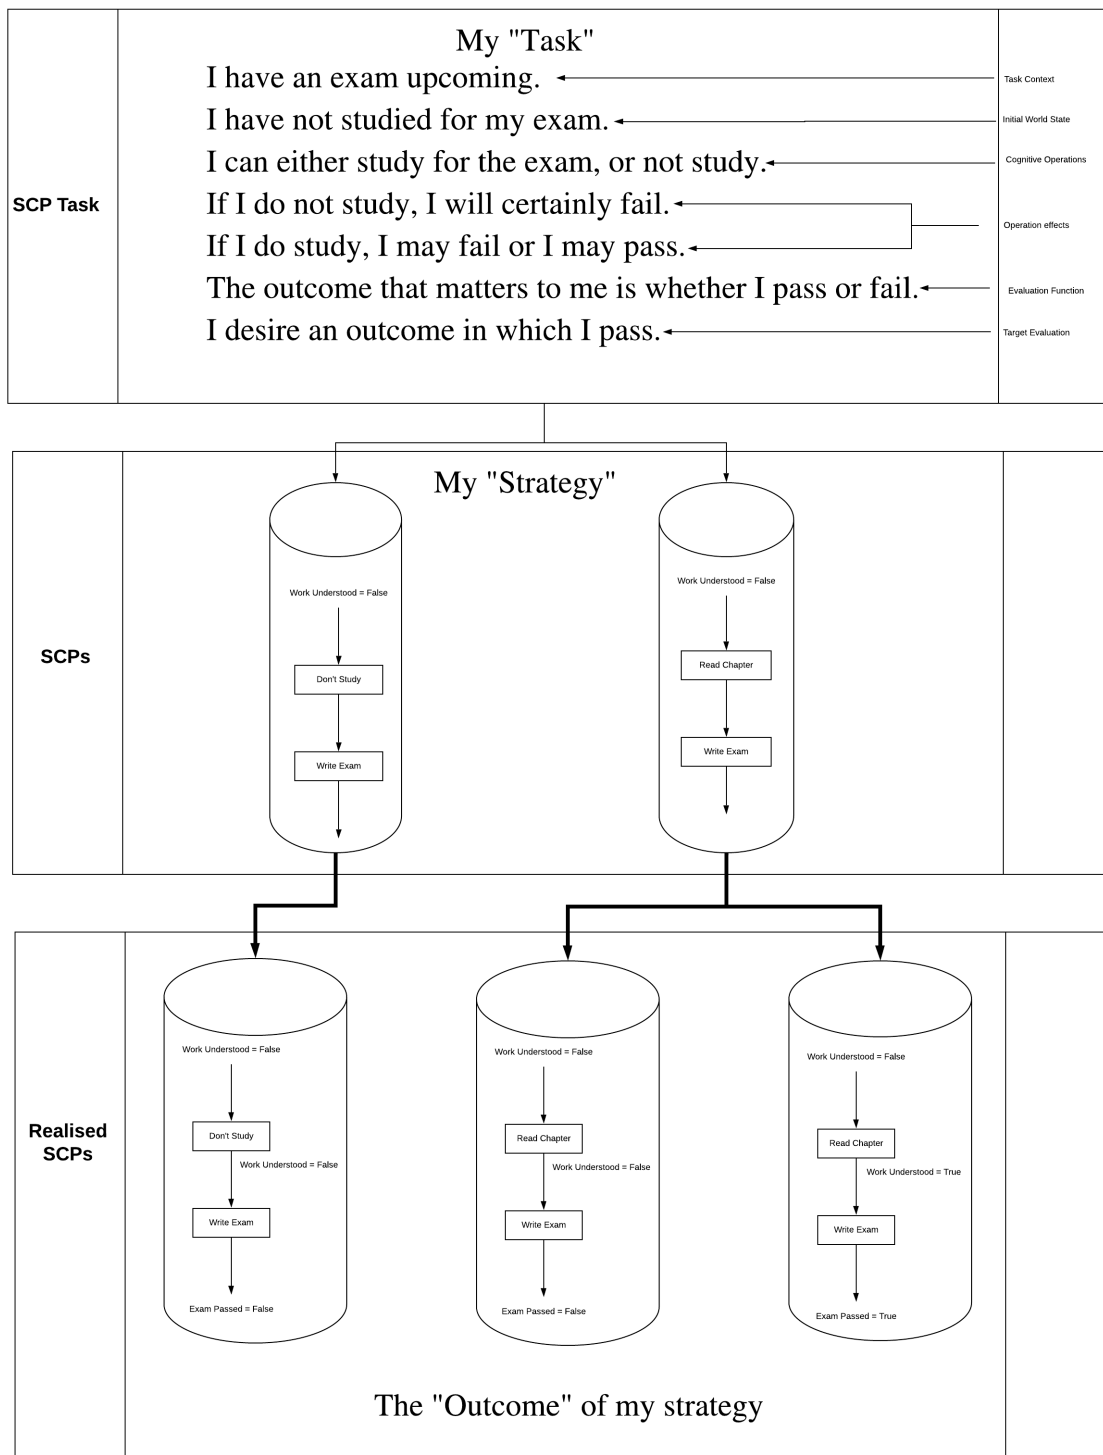 My "Task"
I have an exam upcoming.
Task Context
I have not studied for my exam.
Initial World State
I can either study for the exam, or not study.
Cognitive Operations
SCP Task
If I do not study, I will certainly fail.
Operation effects
If I do study, I may fail or I may pass.
The outcome that matters to me is whether I pass or fail.
Evaluation Function
I desire an outcome in which I pass.
Target Evaluation
My "Strategy"
SCPs
Work Understood = False
Don't Study
Write Exam
Work Understood = False
Read Chapter
Write Exam
Realised
SCPs
Work Understood = False
Don't Study
Work Understood = False
Write Exam
Exam Passed = False
Work Understood = False
Read Chapter
Work Understood = False
Write Exam
Exam Passed = False
Work Understood = False
Read Chapter
Work Understood = True
Write Exam
Exam Passed = True
The "Outcome" of my strategy